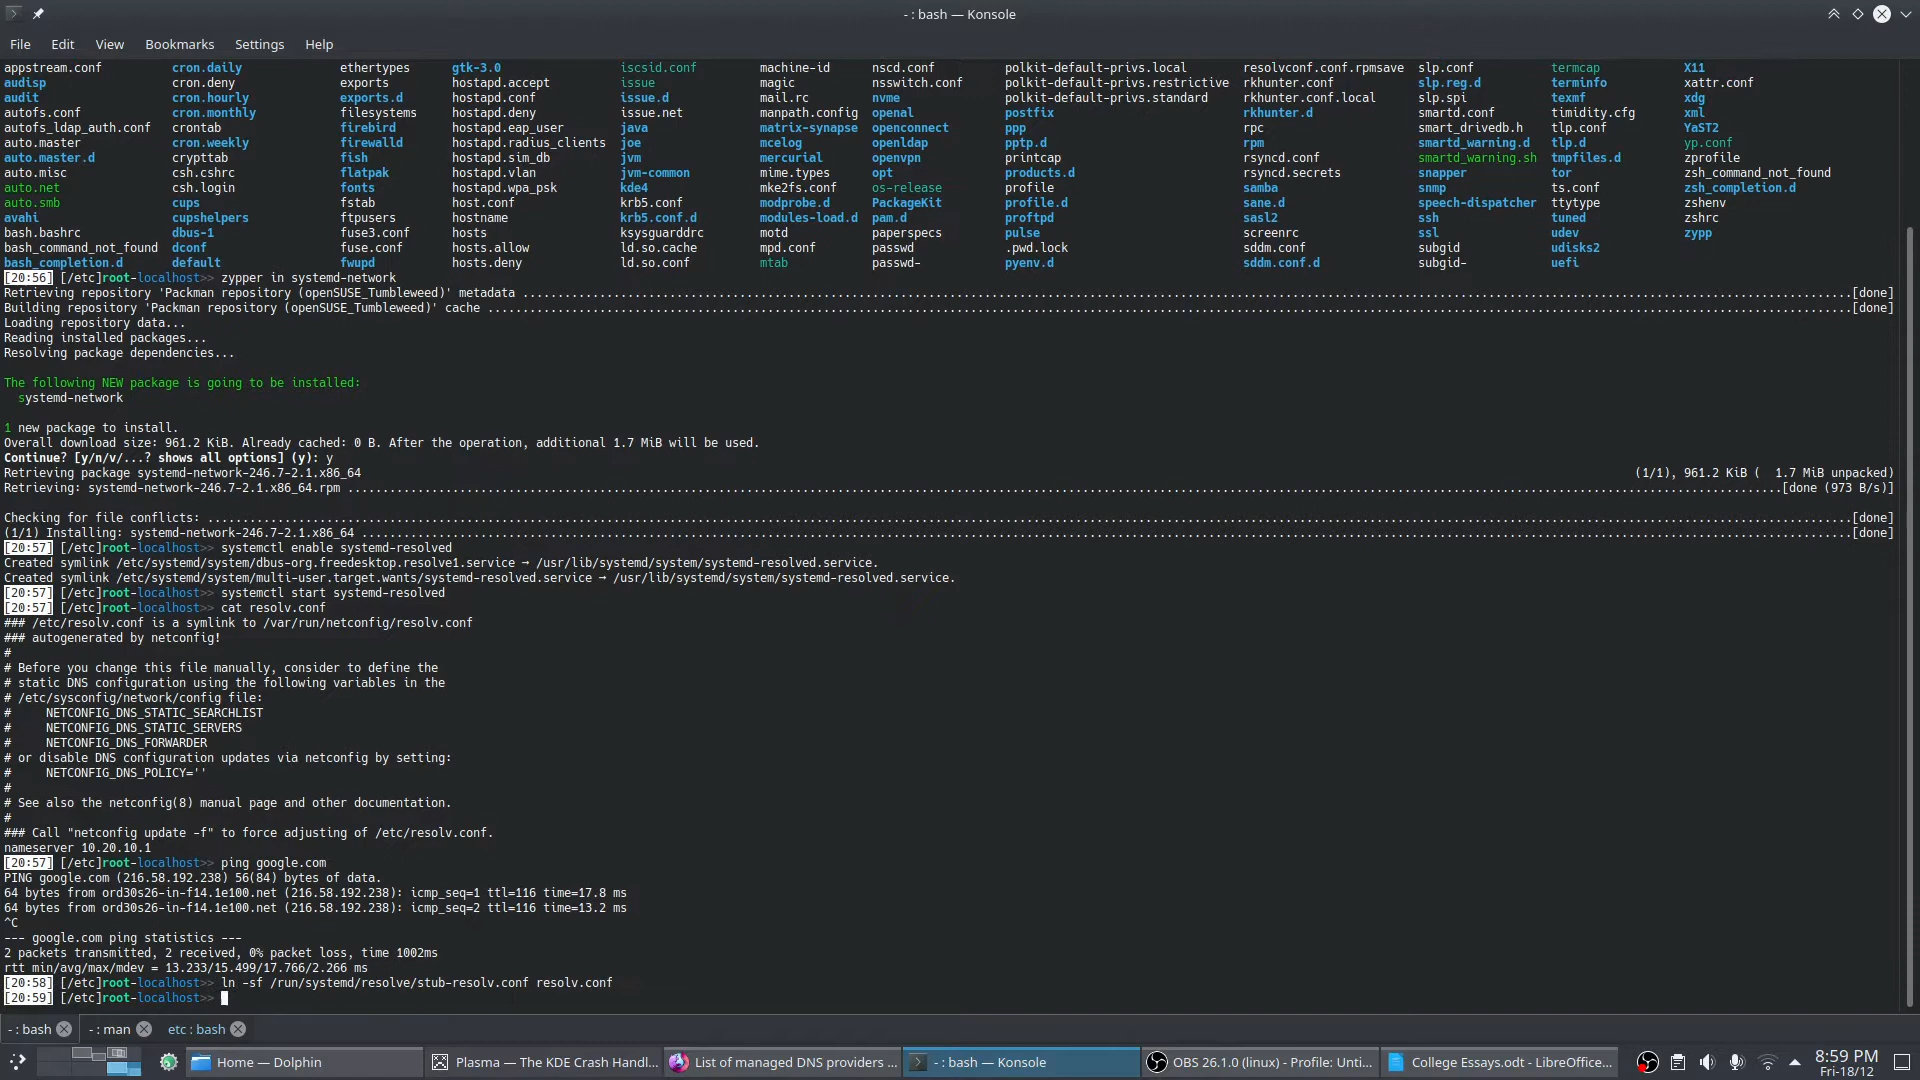 - : bash — Konsole
File Edit View Bookmarks Settings Help
appstream.conf cron.daily ethertypes gtk-3.0 iscsid.conf machine-id nscd.conf polkit-default-privs.local resolvconf.conf.rpmsave slp.conf termcap X11
audisp cron.deny exports hostapd.accept issue magic nsswitch.conf polkit-default-privs.restrictive rkhunter.conf slp.reg.d terminfo xattr.conf
audit cron.hourly exports.d hostapd.conf issue.d mail.rc nvme polkit-default-privs.standard rkhunter.conf.local slp.spi texmf xdg
autofs.conf cron.monthly filesystems hostapd.deny issue.net manpath.config openal postfix rkhunter.d smartd.conf timidity.cfg xml
autofs_ldap_auth.conf crontab firebird hostapd.eap_user java matrix-synapse openconnect ppp rpc smart_drivedb.h tlp.conf YaST2
auto.master cron.weekly firewalld hostapd.radius_clients joe mcelog openldap pptp.d rpm smartd_warning.d tlp.d yp.conf
auto.master.d crypttab fish hostapd.sim_db jvm mercurial openvpn printcap rsyncd.conf smartd_warning.sh tmpfiles.d zprofile
auto.misc csh.cshrc flatpak hostapd.vlan jvm-common mime.types opt products.d rsyncd.secrets snapper tor zsh_command_not_found
auto.net csh.login fonts hostapd.wpa_psk kde4 mke2fs.conf os-release profile samba snmp ts.conf zsh_completion.d
auto.smb cups fstab host.conf krb5.conf modprobe.d PackageKit profile.d sane.d speech-dispatcher ttytype zshenv
avahi cupshelpers ftpusers hostname krb5.conf.d modules-load.d pam.d proftpd sasl2 ssh tuned zshrc
bash.bashrc dbus-1 fuse3.conf hosts ksysguarddrc motd paperspecs pulse screenrc ssl udev zypp
bash_command_not_found dconf fuse.conf hosts.allow ld.so.cache mpd.conf passwd .pwd.lock sddm.conf subgid udisks2
bash_completion.d default fwupd hosts.deny ld.so.conf mtab passwd- pyenv.d sddm.conf.d subgid- uefi
[20:56] [/etc]root-localhost>> zypper in systemd-network
Retrieving repository 'Packman repository (openSUSE_Tumbleweed)' metadata ...[done]
Building repository 'Packman repository (openSUSE_Tumbleweed)' cache ...[done]
Loading repository data...
Reading installed packages...
Resolving package dependencies...
The following NEW package is going to be installed:
systemd-network
1 new package to install.
Overall download size: 961.2 KiB. Already cached: 0 B. After the operation, additional 1.7 MiB will be used.
Continue? [y/n/v/...? shows all options] (y): y
Retrieving package systemd-network-246.7-2.1.x86_64 (1/1), 961.2 KiB ( 1.7 MiB unpacked)
Retrieving: systemd-network-246.7-2.1.x86_64.rpm ...[done (973 B/s)]
Checking for file conflicts: ...[done]
(1/1) Installing: systemd-network-246.7-2.1.x86_64 ...[done]
[20:57] [/etc]root-localhost>> systemctl enable systemd-resolved
Created symlink /etc/systemd/system/dbus-org.freedesktop.resolve1.service → /usr/lib/systemd/system/systemd-resolved.service.
Created symlink /etc/systemd/system/multi-user.target.wants/systemd-resolved.service → /usr/lib/systemd/system/systemd-resolved.service.
[20:57] [/etc]root-localhost>> systemctl start systemd-resolved
[20:57] [/etc]root-localhost>> cat resolv.conf
### /etc/resolv.conf is a symlink to /var/run/netconfig/resolv.conf
### autogenerated by netconfig!
#
# Before you change this file manually, consider to define the
# static DNS configuration using the following variables in the
# /etc/sysconfig/network/config file:
# NETCONFIG_DNS_STATIC_SEARCHLIST
# NETCONFIG_DNS_STATIC_SERVERS
# NETCONFIG_DNS_FORWARDER
# or disable DNS configuration updates via netconfig by setting:
# NETCONFIG_DNS_POLICY=''
#
# See also the netconfig(8) manual page and other documentation.
#
### Call "netconfig update -f" to force adjusting of /etc/resolv.conf.
nameserver 10.20.10.1
[20:57] [/etc]root-localhost>> ping google.com
PING google.com (216.58.192.238) 56(84) bytes of data.
64 bytes from ord30s26-in-f14.1e100.net (216.58.192.238): icmp_seq=1 ttl=116 time=17.8 ms
64 bytes from ord30s26-in-f14.1e100.net (216.58.192.238): icmp_seq=2 ttl=116 time=13.2 ms
^C
--- google.com ping statistics ---
2 packets transmitted, 2 received, 0% packet loss, time 1002ms
rtt min/avg/max/mdev = 13.233/15.499/17.766/2.266 ms
[20:58] [/etc]root-localhost>> ln -sf /run/systemd/resolve/stub-resolv.conf resolv.conf
[20:59] [/etc]root-localhost>>
- : bash - : man etc : bash
Home — Dolphin Plasma — The KDE Crash Handl... List of managed DNS providers ... - : bash — Konsole OBS 26.1.0 (linux) - Profile: Unti... College Essays.odt - LibreOffice... 8:59 PM
Fri-18/12